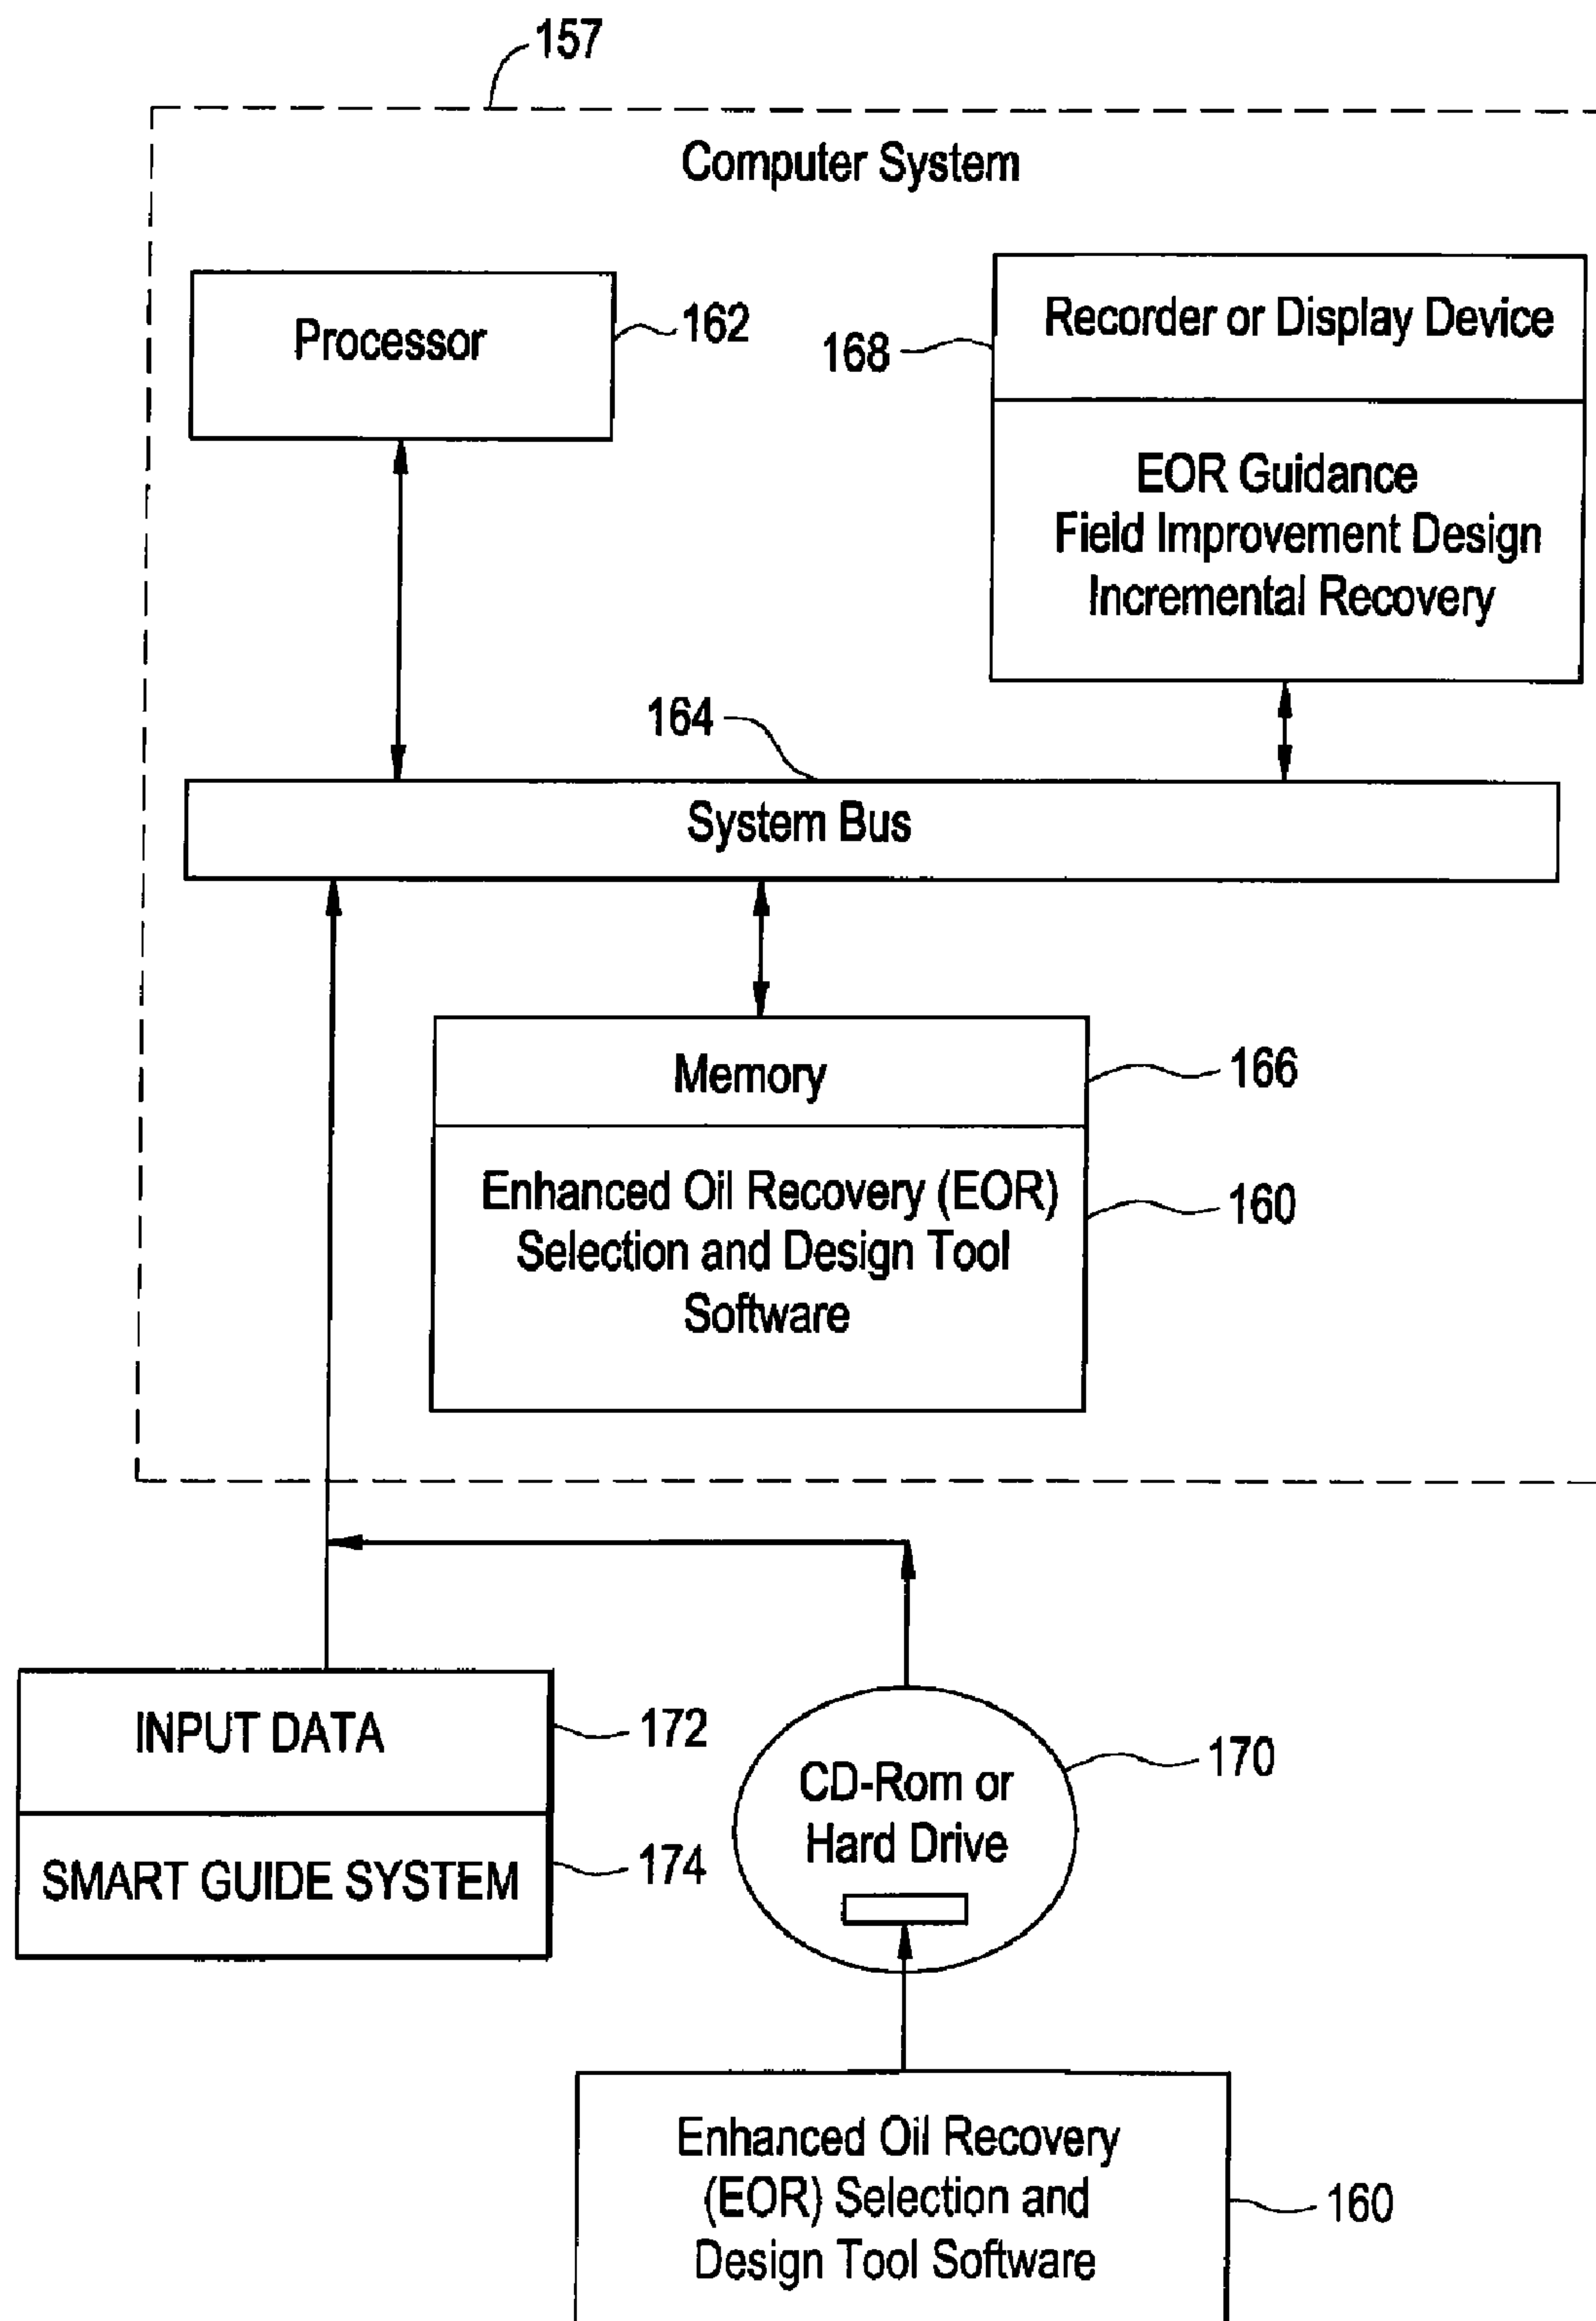 157
Computer System
Processor
162
168
Recorder or Display Device
EOR Guidance
Field Improvement Design
Incremental Recovery
164
System Bus
Memory
166
Enhanced Oil Recovery (EOR)
Selection and Design Tool
Software
160
INPUT DATA
172
SMART GUIDE SYSTEM
174
CD-Rom or
Hard Drive
170
Enhanced Oil Recovery
(EOR) Selection and
Design Tool Software
160